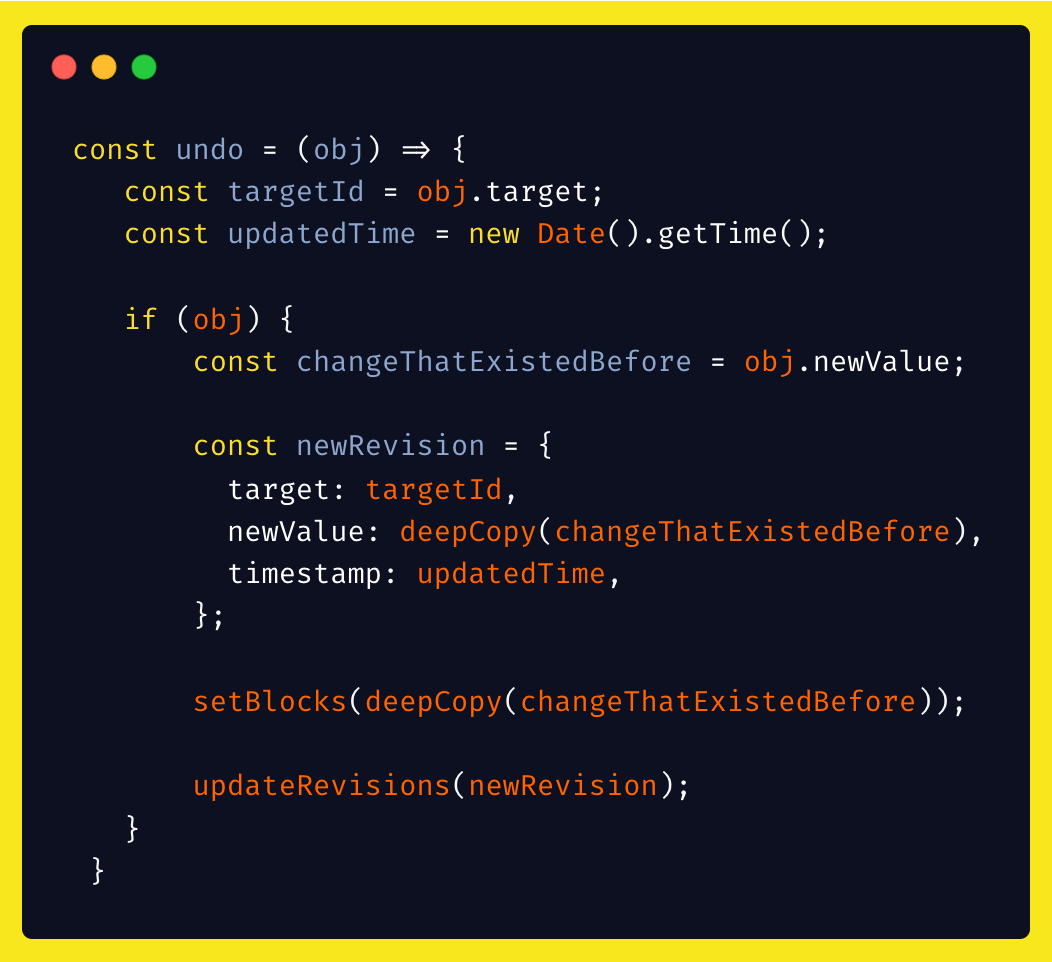 const undo = (obj) => {
const targetId = obj.target;
const updatedTime = new Date().getTime();
if (obj) {
const changeThatExistedBefore = obj.newValue;
const newRevision = {
target: targetId,
newValue: deepCopy(changeThatExistedBefore),
timestamp: updatedTime,
};
setBlocks(deepCopy(changeThatExistedBefore));
updateRevisions(newRevision);
}
}